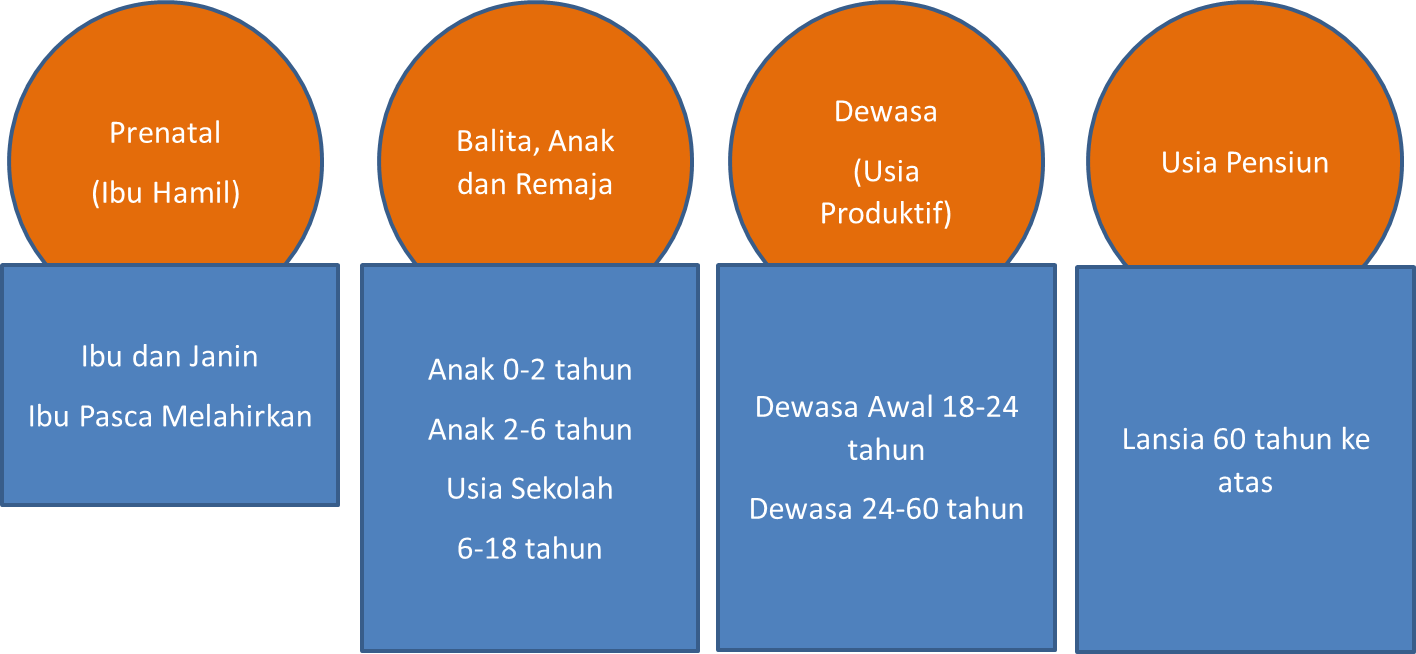 Prenatal
(Ibu Hamil)
Ibu dan Janin
Ibu Pasca Melahirkan
Balita, Anak
dan Remaja
Anak 0-2 tahun
Anak 2-6 tahun
Usia Sekolah
6-18 tahun
Dewasa
(Usia
Produktif)
Dewasa Awal 18-24
tahun
Dewasa 24-60 tahun
Usia Pensiun
Lansia 60 tahun ke
atas